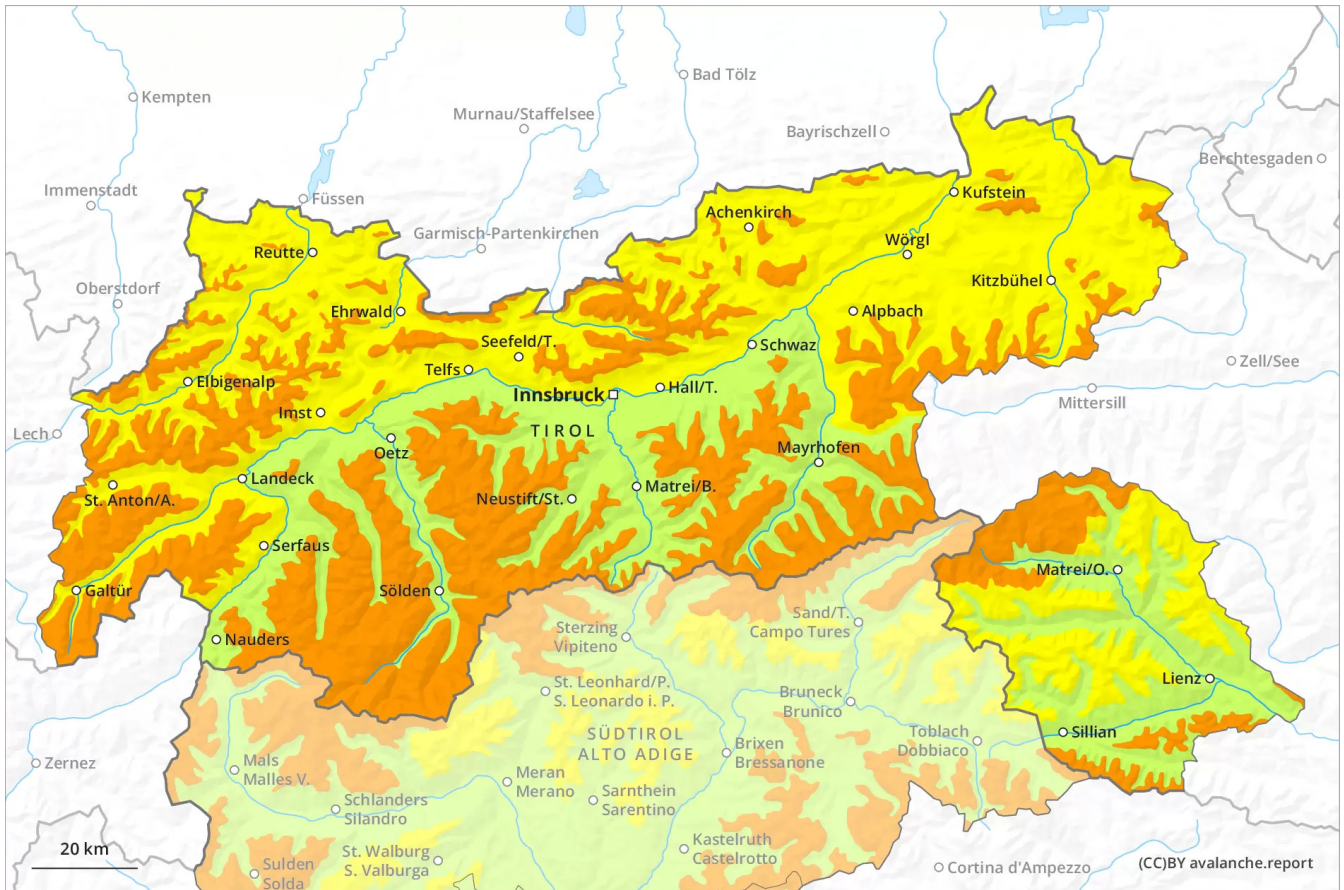 Kempten
Bad Tölz
Murnau/Staffelsee
Bayrischzell
Berchtesgaden
Immenstadt
Füssen
Kufstein
Achenkirch
Garmisch-Partenkirchen
Reutte
Wörgl
Oberstdorf
Kitzbühel
Ehrwald
Alpbach
Seefeld/T.
Schwaz
Zell/See
Telfs
Elbigenalp
Hall/T.
Innsbruck
Mittersill
Imst
Lech
TIROL
Oetz
Mayrhofen
Landeck
Matrei/B.
St. Anton/A.
Neustift/St.
Serfaus
Matrei/O.
Galtür
Sölden
Sand/T.
Campo Tures
Sterzing
Vipiteno
Nauders
Lienz
St. Leonhard/P.
S. Leonardo i. P.
Bruneck
Brunico
Sillian
SÜDTIROL
ALTO ADIGE
Toblach
Dobbiaco
Brixen
Bressanone
Zernez
Mals
Malles V.
Meran
Merano
Sarnthein
Sarentino
Schlanders
Silandro
20 km
Kastelruth
Castelrotto
St. Walburg
S. Valburga
Sulden
Solda
Cortina d'Ampezzo
(CC)BY avalanche.report